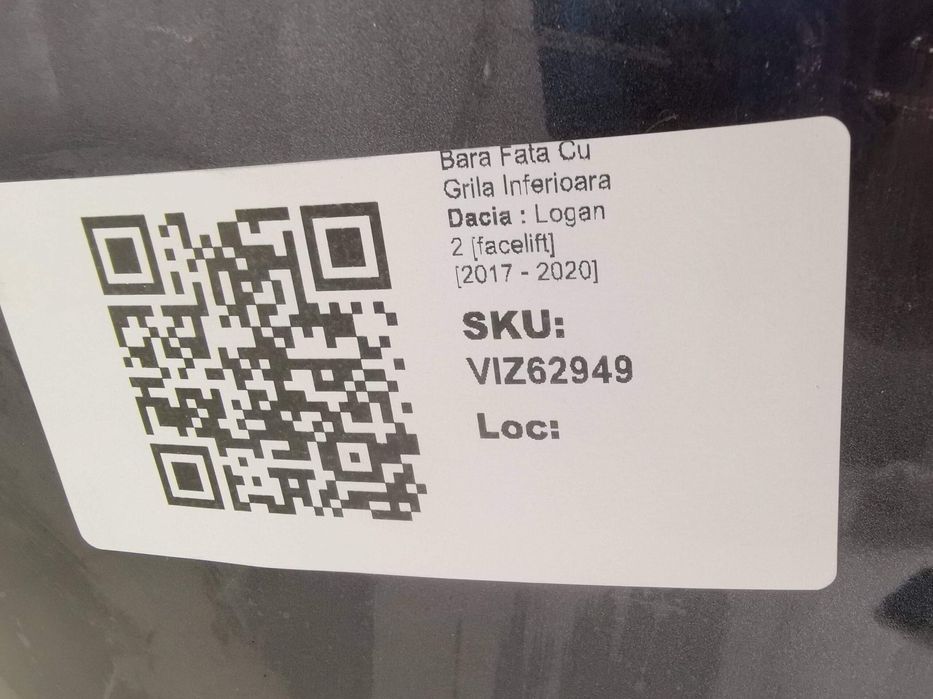 Bara Fata Cu
Grila Inferioara
Dacia : Logan
2 [facelift]
[2017 - 2020]
SKU:
VIZ62949
Loc: